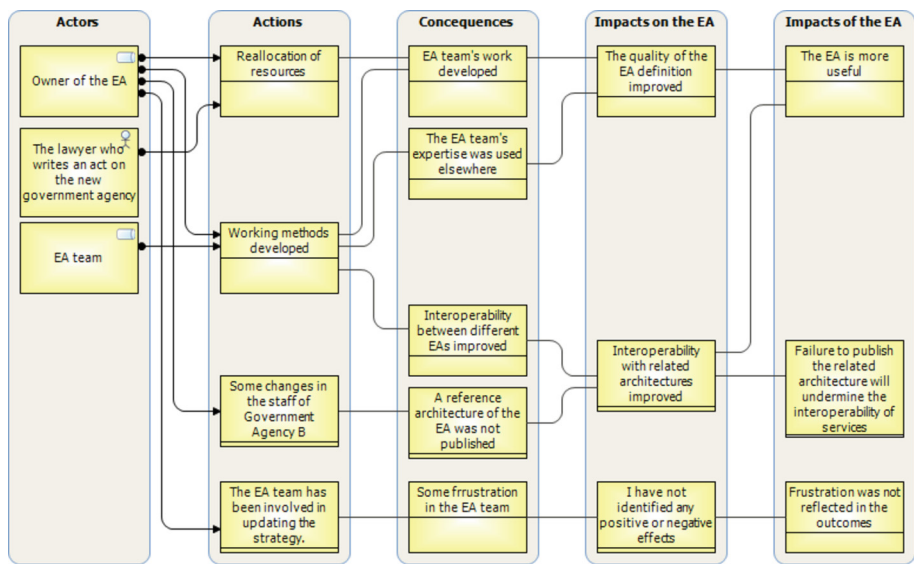 Actors
Actions
Concequences
Impacts on the EA
Impacts of the EA
Owner of the EA
The lawyer who
writes an act on
the new
government agency
EA team
Reallocation of
resources
Working methods
developed
Some changes in
the staff of
Government
Agency B
The EA team has
been involved in
updating the
strategy.
EA team's work
developed
The EA team's
expertise was used
elsewhere
Interoperability
between different
EAs improved
A reference
architecture of the
EA was not
published
Some frrustration
in the EA team
The quality of the
EA definition
improved
Interoperability
with related
architectures
improved
I have not
identified any
positive or negative
effects
The EA is more
useful
Failure to publish
the related
architecture will
undermine the
interoperability of
services
Frustration was not
reflected in the
outcomes